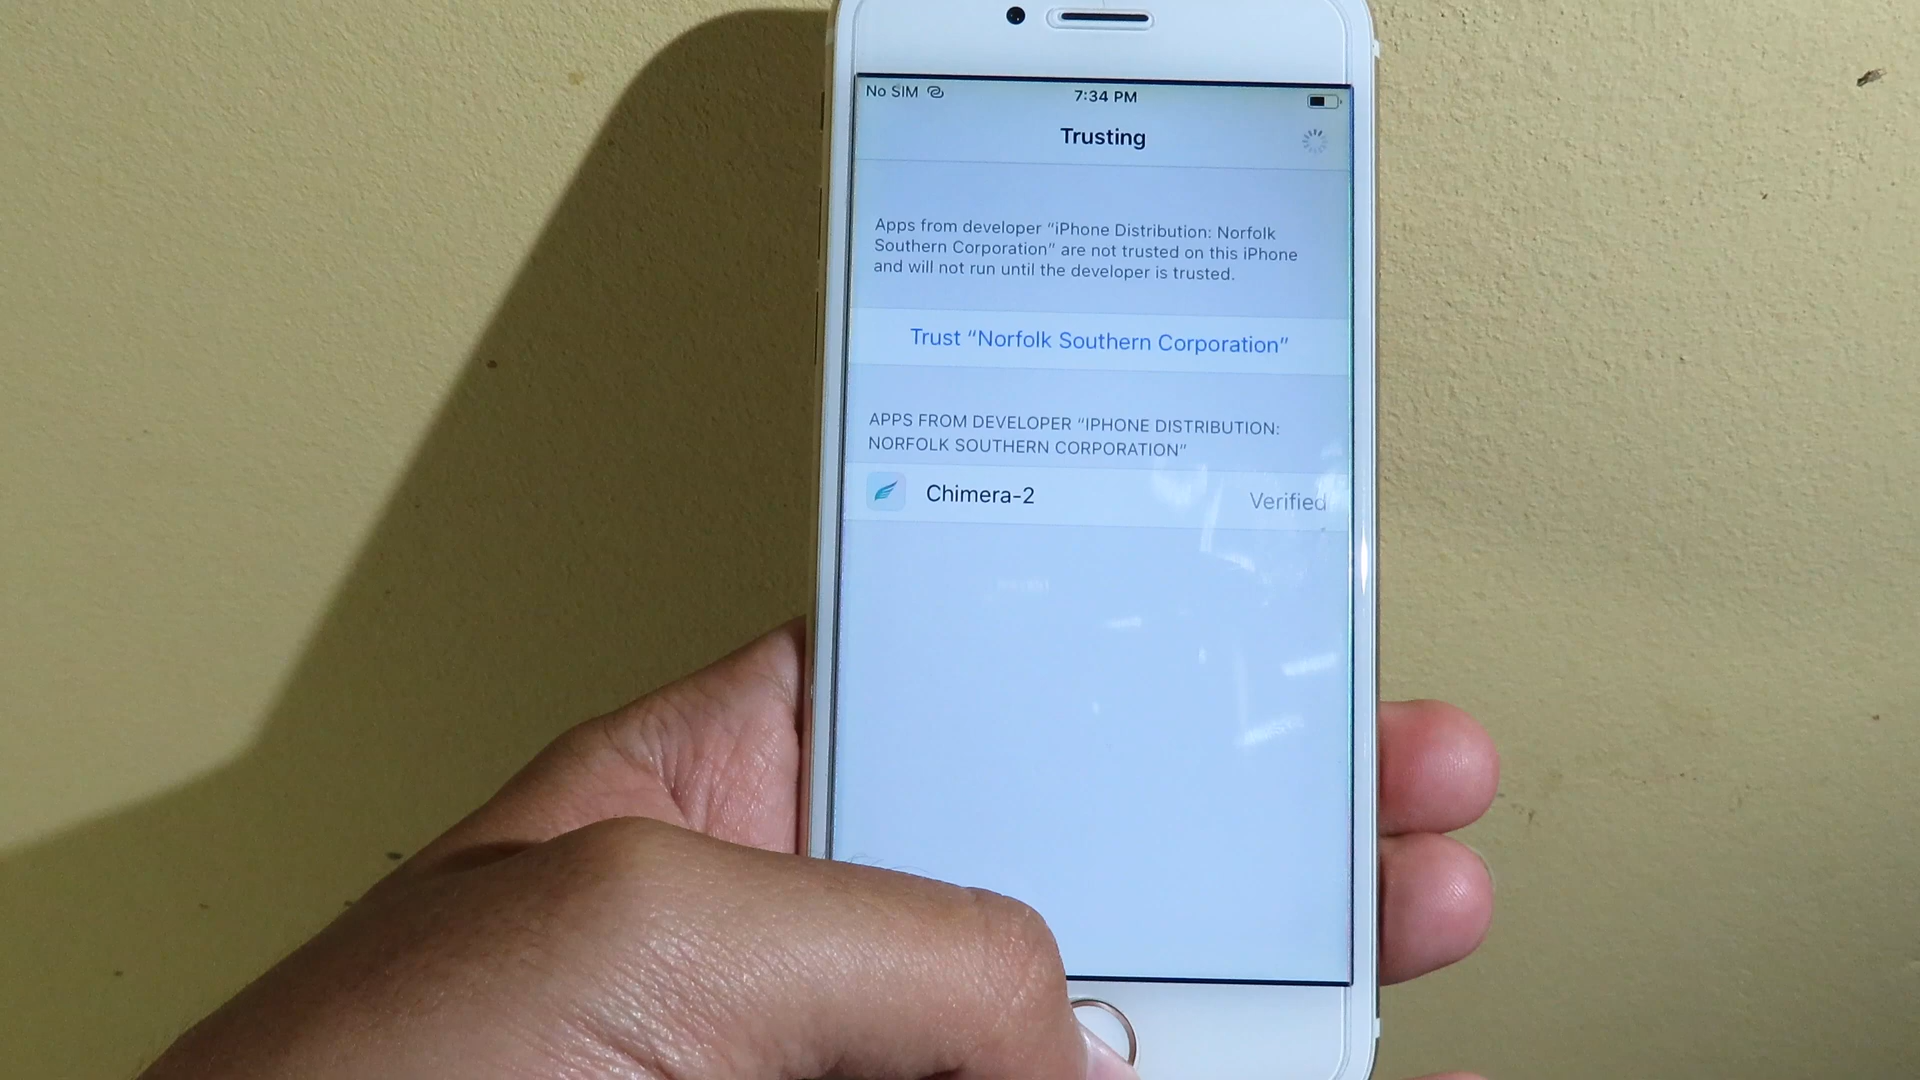 No SIM
7:34 PM
Trusting
Apps from developer “iPhone Distribution: Norfolk
Southern Corporation” are not trusted on this iPhone
and will not run until the developer is trusted.
Trust “Norfolk Southern Corporation”
APPS FROM DEVELOPER “IPHONE DISTRIBUTION:
NORFOLK SOUTHERN CORPORATION”
Chimera-2
Verified